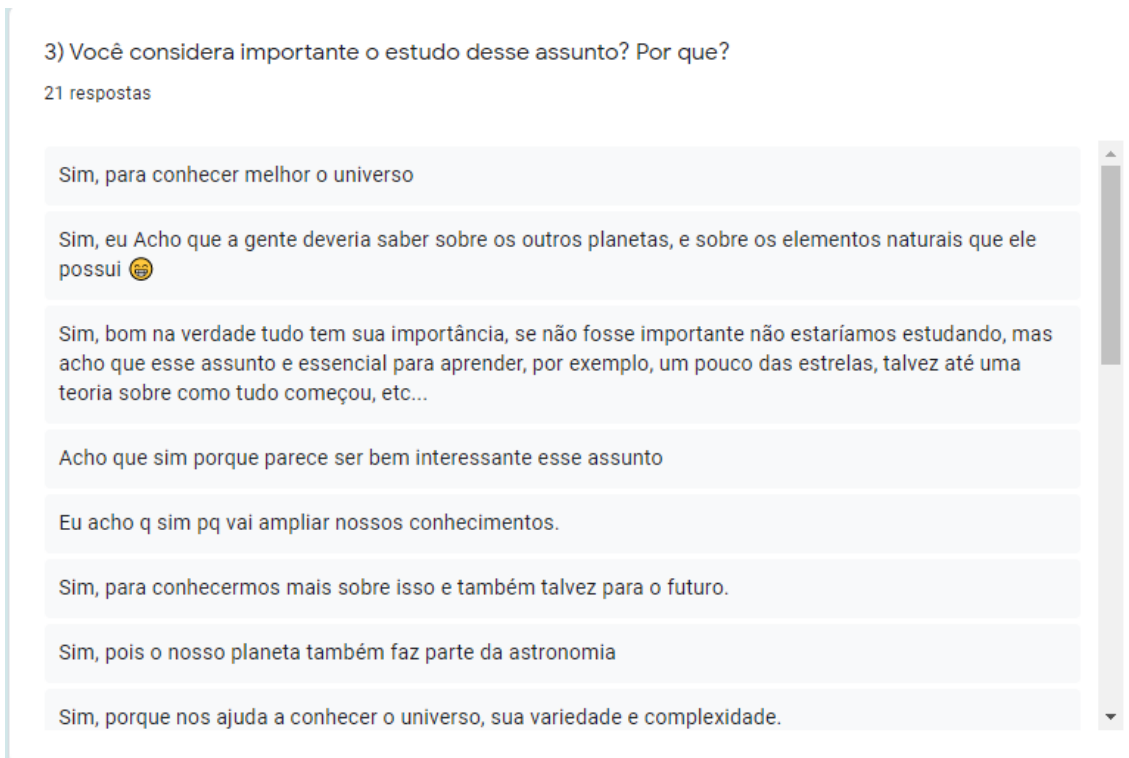 3) Você considera importante o estudo desse assunto? Por que?
21 respostas
Sim, para conhecer melhor o universo
Sim, eu Acho que a gente deveria saber sobre os outros planetas, e sobre os elementos naturais que ele
possui 😁
Sim, bom na verdade tudo tem sua importância, se não fosse importante não estaríamos estudando, mas
acho que esse assunto e essencial para aprender, por exemplo, um pouco das estrelas, talvez até uma
teoria sobre como tudo começou, etc...
Acho que sim porque parece ser bem interessante esse assunto
Eu acho q sim pq vai ampliar nossos conhecimentos.
Sim, para conhecermos mais sobre isso e também talvez para o futuro.
Sim, pois o nosso planeta também faz parte da astronomia
Sim, porque nos ajuda a conhecer o universo, sua variedade e complexidade.